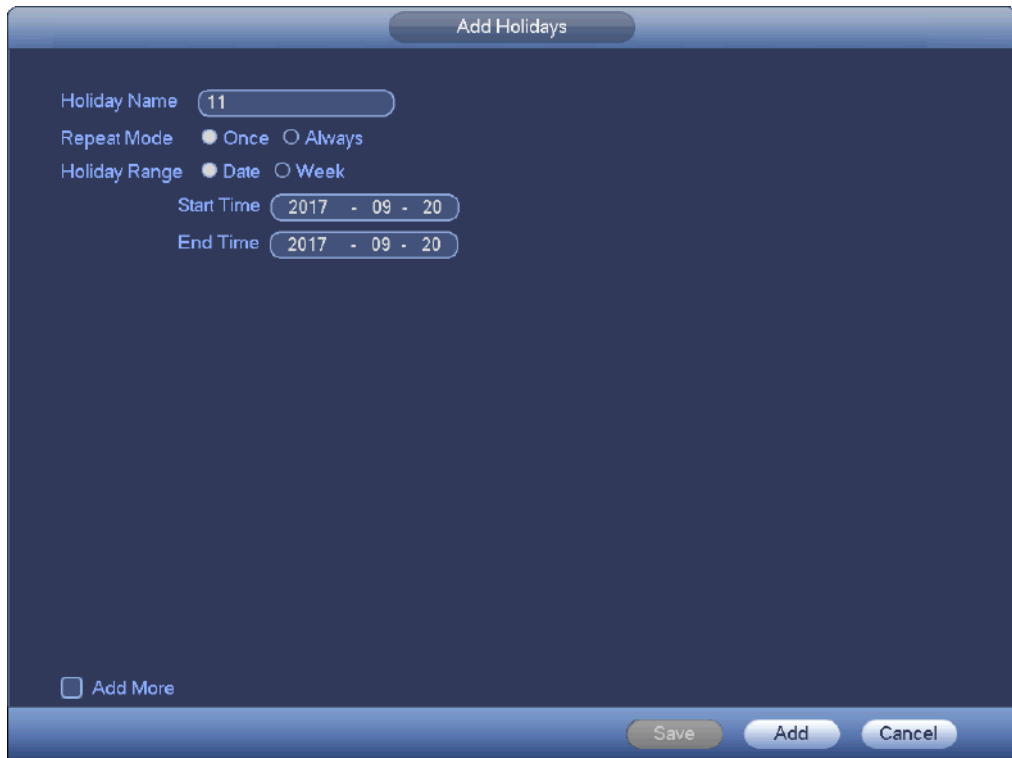 Add Holidays
Holiday Name 11
Repeat Mode Once Always
Holiday Range Date Week
Start Time 2017 - 09 - 20
End Time 2017 - 09 - 20
Add More
Save Add Cancel